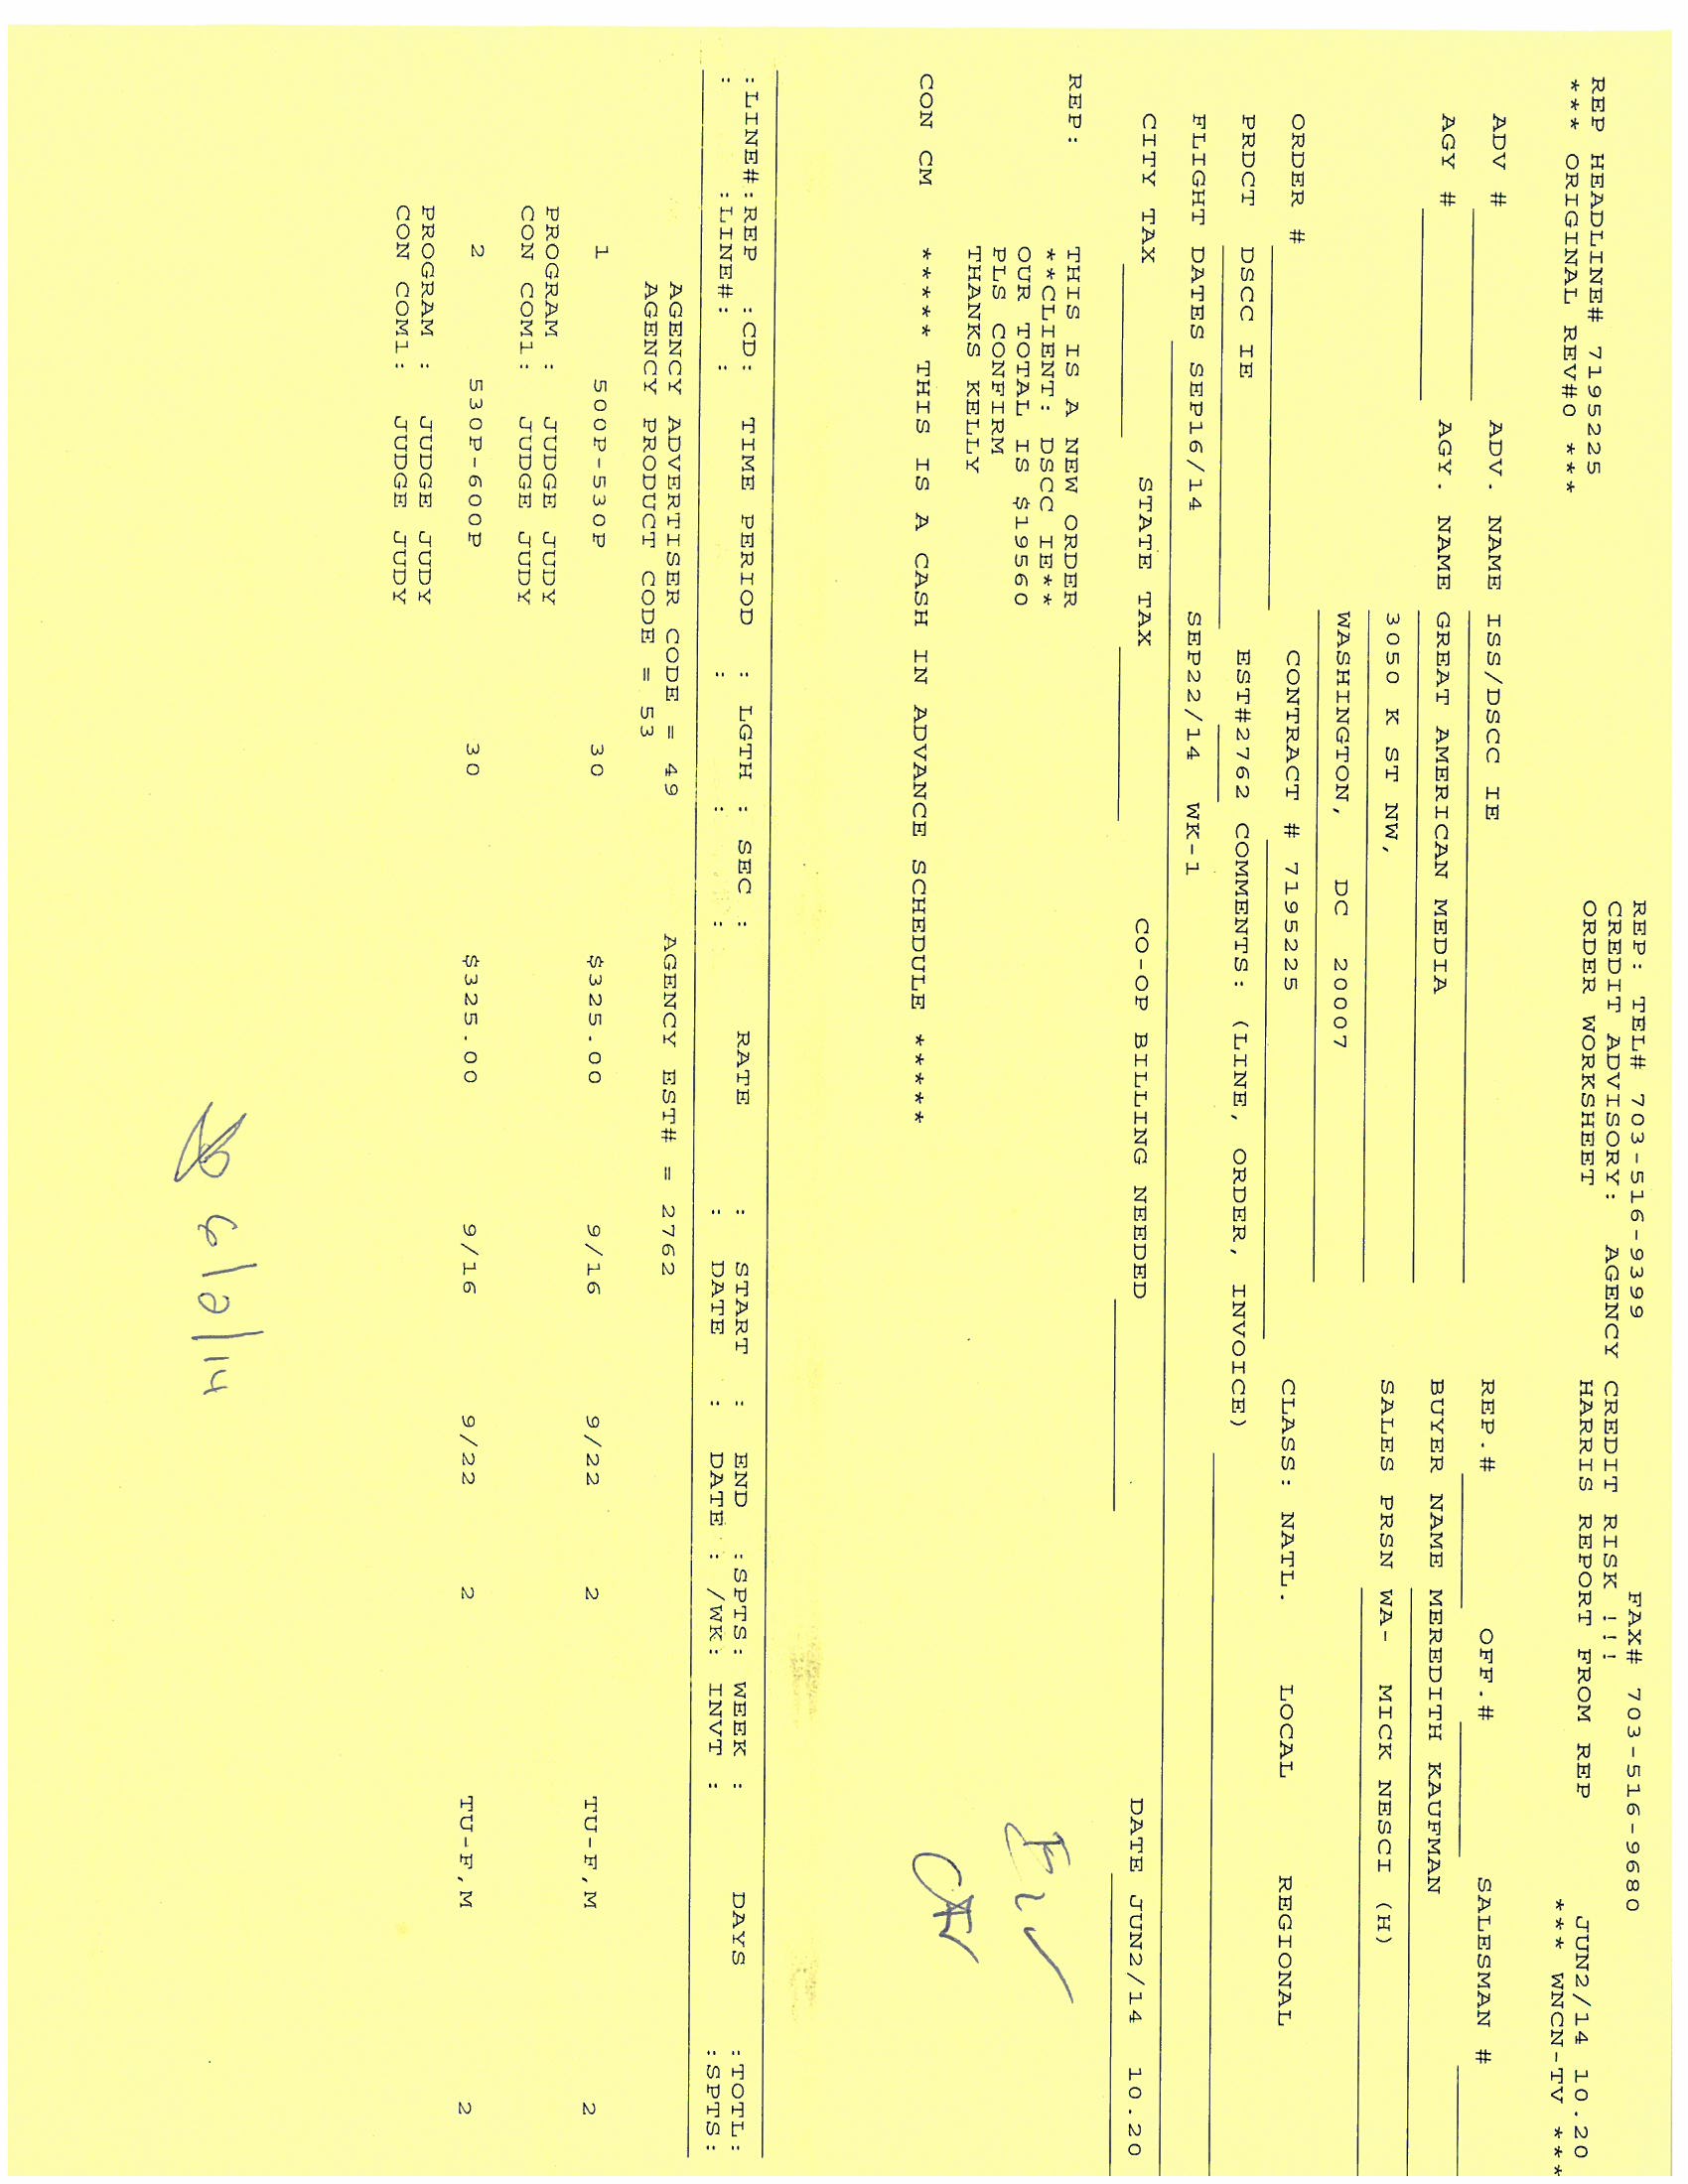 REP: TEL# 703-516-9399 FAX# 703-516-9680
CREDIT ADVISORY: AGENCY CREDIT RISK !!!
REP HEADLINE# 7195225 ORDER WORKSHEET HARRIS REPORT FROM REP JUN2/14 10.20
*** ORIGINAL REV#0 *** *** WNCN-TV ***
ADV # ADV. NAME ISS/DSCC IE REP.# OFF.# SALESMAN #
AGY # AGY. NAME GREAT AMERICAN MEDIA BUYER NAME MEREDITH KAUFMAN
3050 K ST NW, SALES PRSN WA- MICK NESCI (H)
WASHINGTON, DC 20007
ORDER # CONTRACT # 7195225 CLASS: NATL. LOCAL REGIONAL
PRDCT DSCC IE EST#2762 COMMENTS: (LINE, ORDER, INVOICE)
FLIGHT DATES SEP16/14 SEP22/14 WK-1
CITY TAX STATE TAX CO-OP BILLING NEEDED DATE JUN2/14 10.20
REP: THIS IS A NEW ORDER
**CLIENT: DSCC IE**
OUR TOTAL IS $19560
PLS CONFIRM
THANKS KELLY
CON CM ***** THIS IS A CASH IN ADVANCE SCHEDULE *****
:LINE#:REP :CD: TIME PERIOD : LGTH : SEC : RATE : START : END :SPTS: WEEK : DAYS :TOTL:
: :LINE#: : : : : : DATE : DATE : /WK: INVT : :SPTS:
AGENCY ADVERTISER CODE = 49 AGENCY EST# = 2762
AGENCY PRODUCT CODE = 53
1 500P-530P 30 $325.00 9/16 9/22 2 TU-F,M 2
PROGRAM : JUDGE JUDY
CON COM1: JUDGE JUDY
2 530P-600P 30 $325.00 9/16 9/22 2 TU-F,M 2
PROGRAM : JUDGE JUDY
CON COM1: JUDGE JUDY
6/2/14